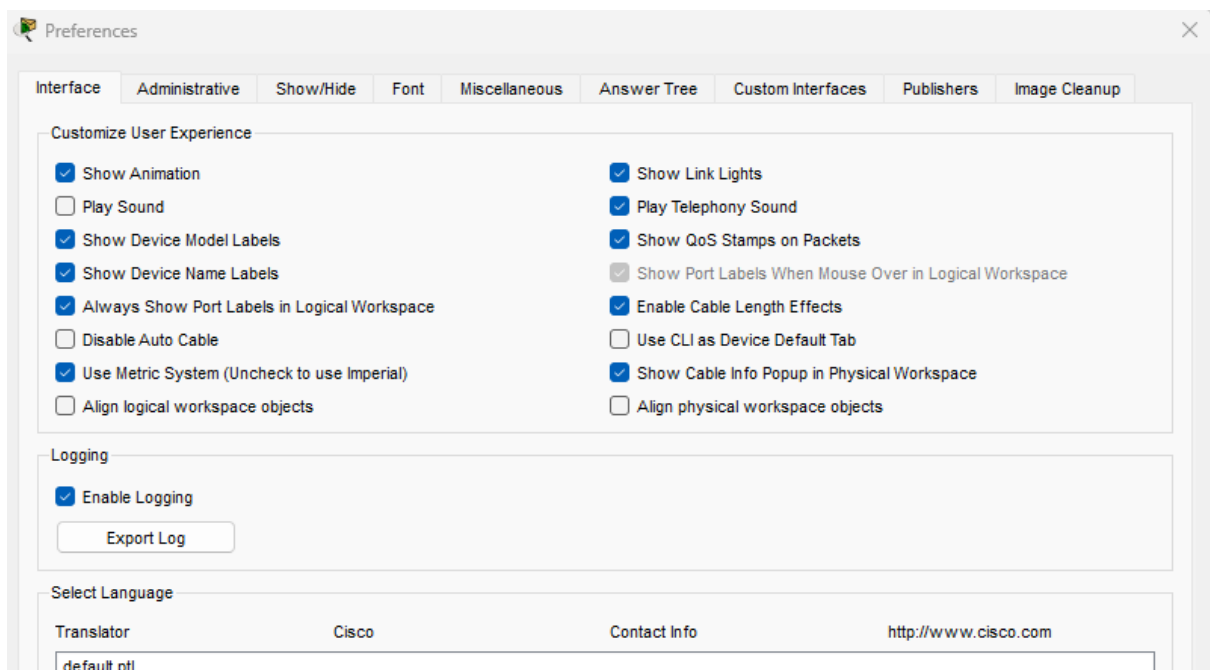 Preferences
Interface Administrative Show/Hide Font Miscellaneous Answer Tree Custom Interfaces Publishers Image Cleanup
Customize User Experience
Show Animation Show Link Lights
Play Sound Play Telephony Sound
Show Device Model Labels Show QoS Stamps on Packets
Show Device Name Labels Show Port Labels When Mouse Over in Logical Workspace
Always Show Port Labels in Logical Workspace Enable Cable Length Effects
Disable Auto Cable Use CLI as Device Default Tab
Use Metric System (Uncheck to use Imperial) Show Cable Info Popup in Physical Workspace
Align logical workspace objects Align physical workspace objects
Logging
Enable Logging
Export Log
Select Language
Translator Cisco Contact Info http://www.cisco.com
default.ptl